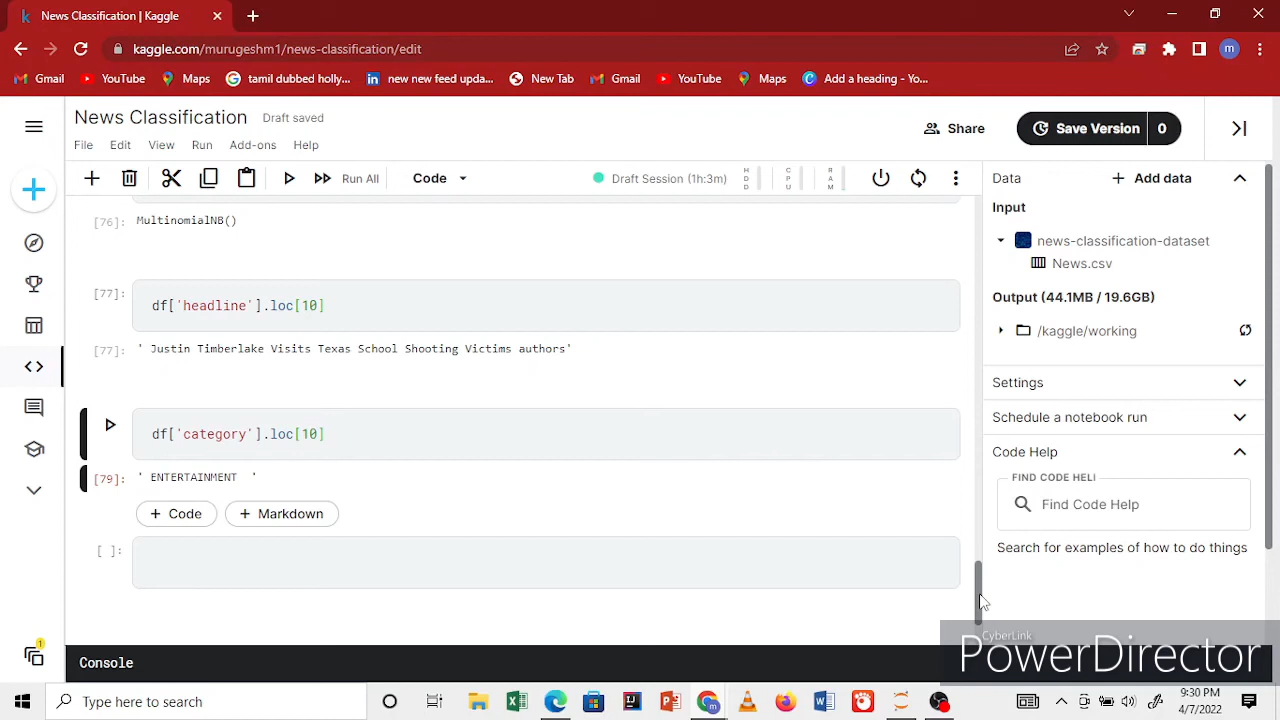 News Classification | Kaggle
kaggle.com/murugeshm1/news-classification/edit
m
Gmail
YouTube
Maps
tamil dubbed holly...
new new feed upda...
New Tab
Gmail
YouTube
Maps
Add a heading - Yo...
News Classification
Draft saved
File
Edit
View
Run
Add-ons
Help
Share
Save Version
0
Run All
Code
Draft Session (1h:3m)
HDD
CPU
RAM
[76]:
MultinomialNB()
[77]:
df['headline'].loc[10]
[77]:
' Justin Timberlake Visits Texas School Shooting Victims authors'
df['category'].loc[10]
[79]:
' ENTERTAINMENT  '
+ Code
+ Markdown
[ ]:
Console
Data
+ Add data
Input
news-classification-dataset
News.csv
Output (44.1MB / 19.6GB)
/kaggle/working
Settings
Schedule a notebook run
Code Help
FIND CODE HELI
Find Code Help
Search for examples of how to do things
1
CyberLink
PowerDirector
Type here to search
9:30 PM
4/7/2022